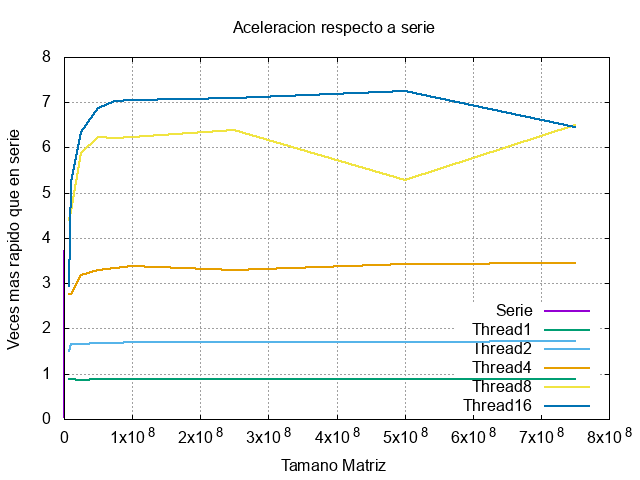 Aceleracion respecto a serie
8
7
6
5
4
3
2
1
0
Veces mas rapido que en serie
Serie
Thread1
Thread2
Thread4
Thread8
Thread16
0 1x10^8 2x10^8 3x10^8 4x10^8 5x10^8 6x10^8 7x10^8 8x10^8
Tamano Matriz